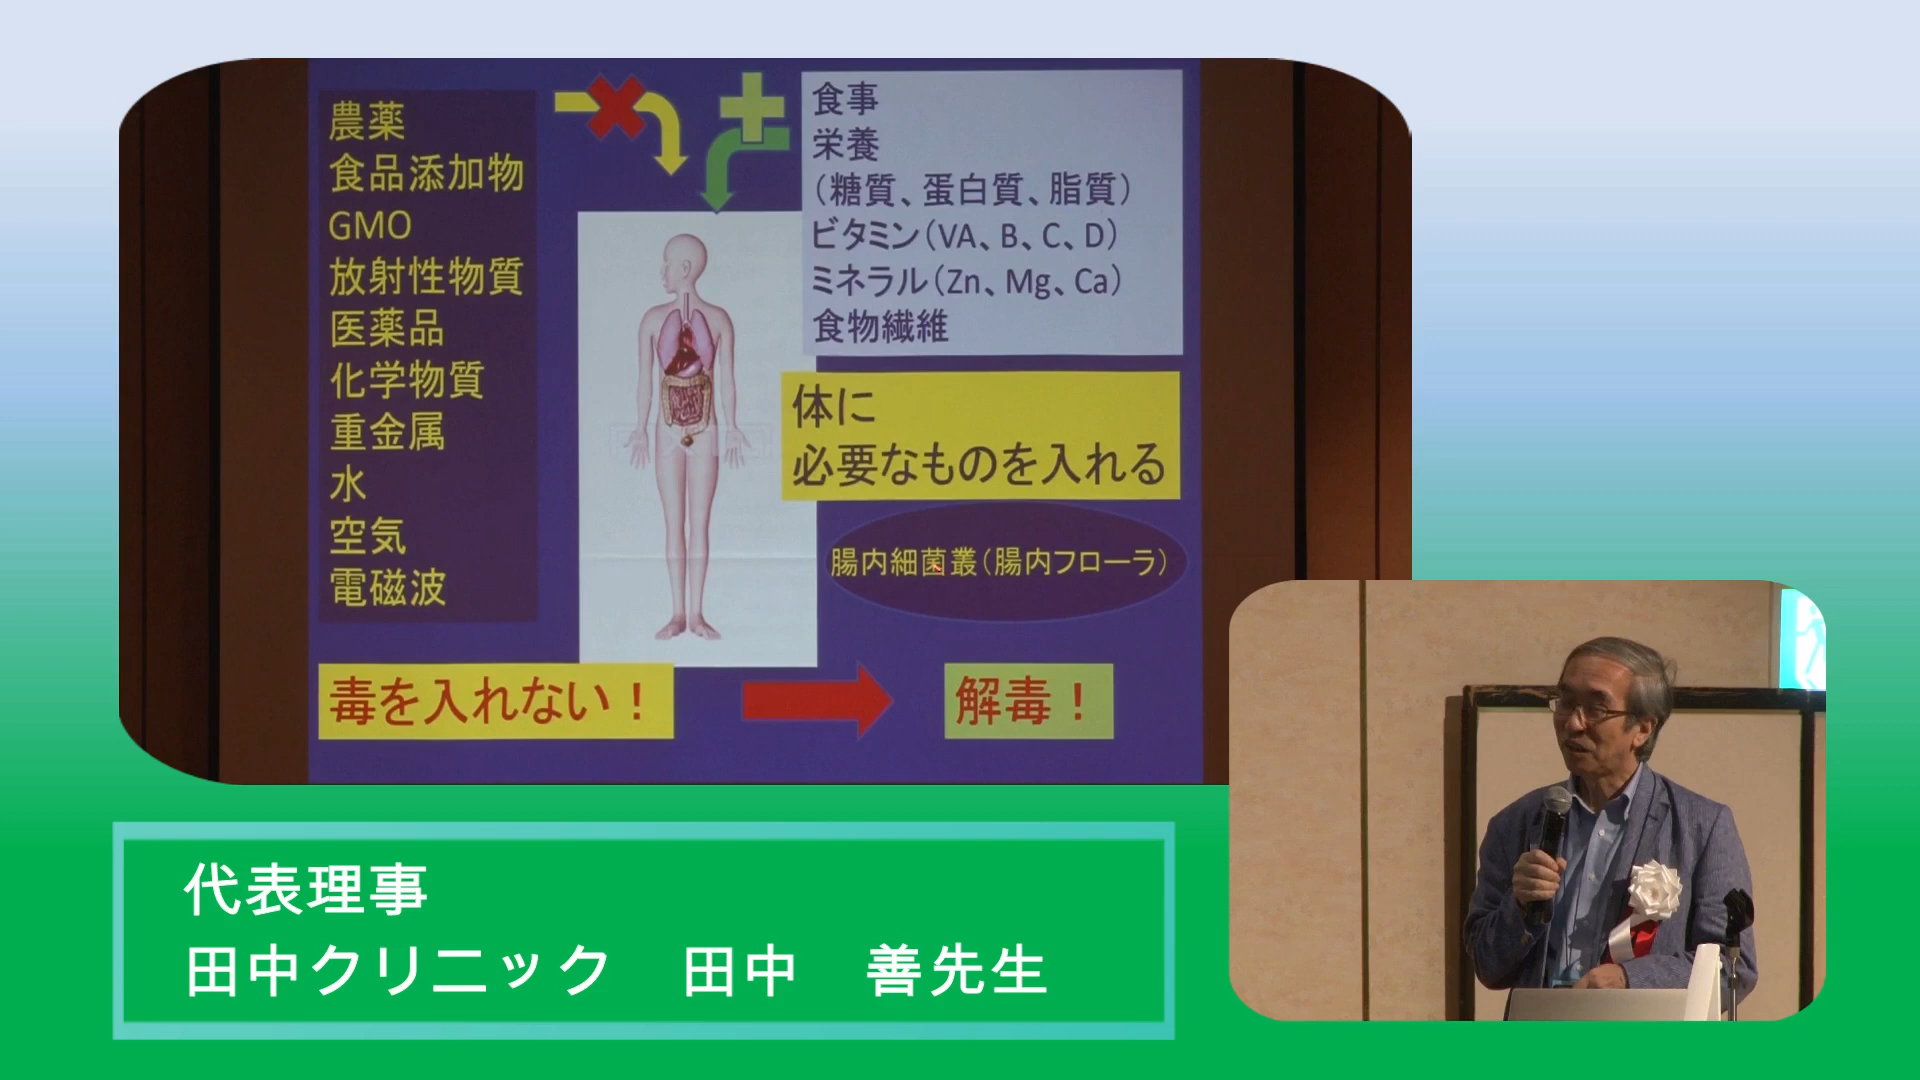 農薬
食品添加物
GMO
放射性物質
医薬品
化学物質
重金属
水
空気
電磁波
食事
栄養
（糖質、蛋白質、脂質）
ビタミン（VA、B、C、D）
ミネラル（Zn、Mg、Ca）
食物繊維
体に
必要なものを入れる
腸内細菌叢（腸内フローラ）
毒を入れない！
解毒！
代表理事
田中クリニック　田中　善先生